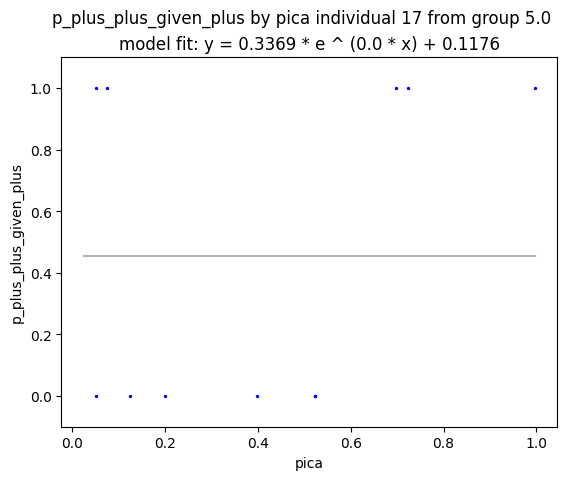 p_plus_plus_given_plus by pica individual 17 from group 5.0
model fit: y = 0.3369 * e ^ (0.0 * x) + 0.1176
1.0
0.8
0.6
0.4
0.2
0.0
p_plus_plus_given_plus
0.0 0.2 0.4 0.6 0.8 1.0
pica